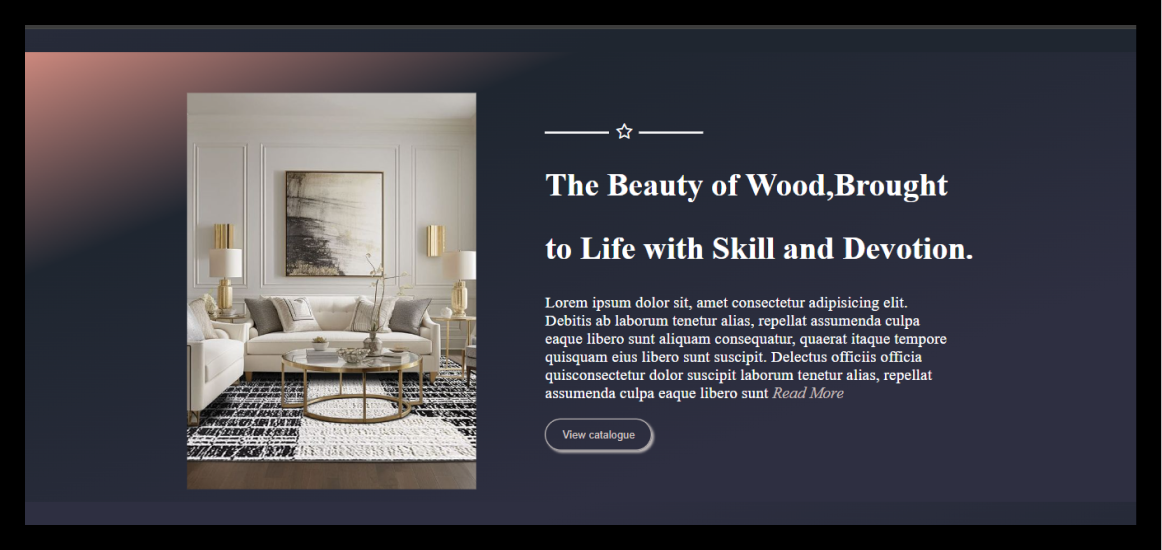 The Beauty of Wood,Brought
to Life with Skill and Devotion.
Lorem ipsum dolor sit, amet consectetur adipisicing elit.
Debitis ab laborum tenetur alias, repellat assumenda culpa
eaque libero sunt aliquam consequatur, quaerat itaque tempore
quisquam eius libero sunt suscipit. Delectus officiis officia
quisconsectetur dolor suscipit laborum tenetur alias, repellat
assumenda culpa eaque libero sunt Read More
View catalogue